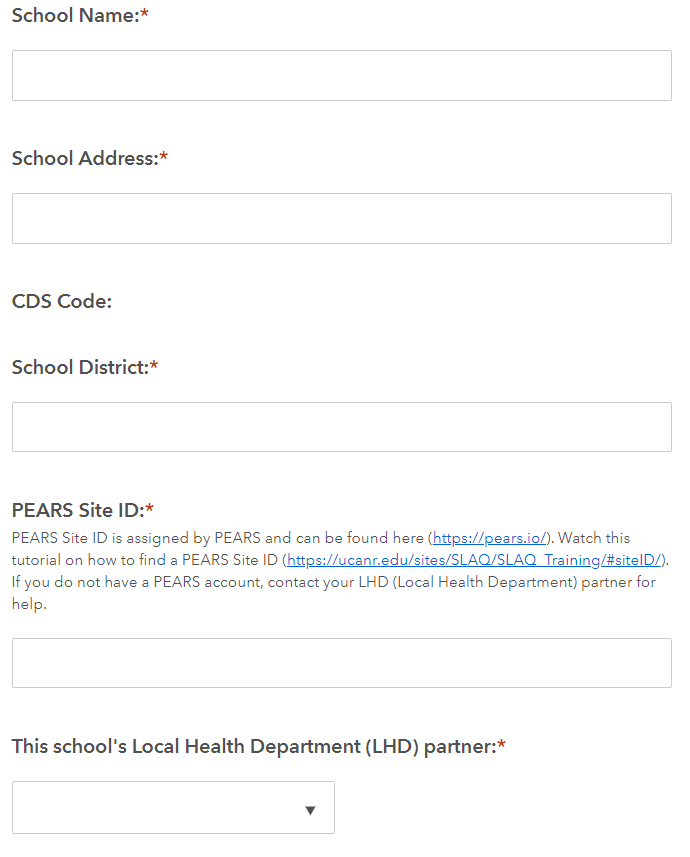 School Name:*
School Address:*
CDS Code:
School District:*
PEARS Site ID:*
PEARS Site ID is assigned by PEARS and can be found here (https://pears.io/). Watch this
tutorial on how to find a PEARS Site ID (https://ucanr.edu/sites/SLAQ/SLAQ_Training/#siteID/).
If you do not have a PEARS account, contact your LHD (Local Health Department) partner for
help.
This school's Local Health Department (LHD) partner:*